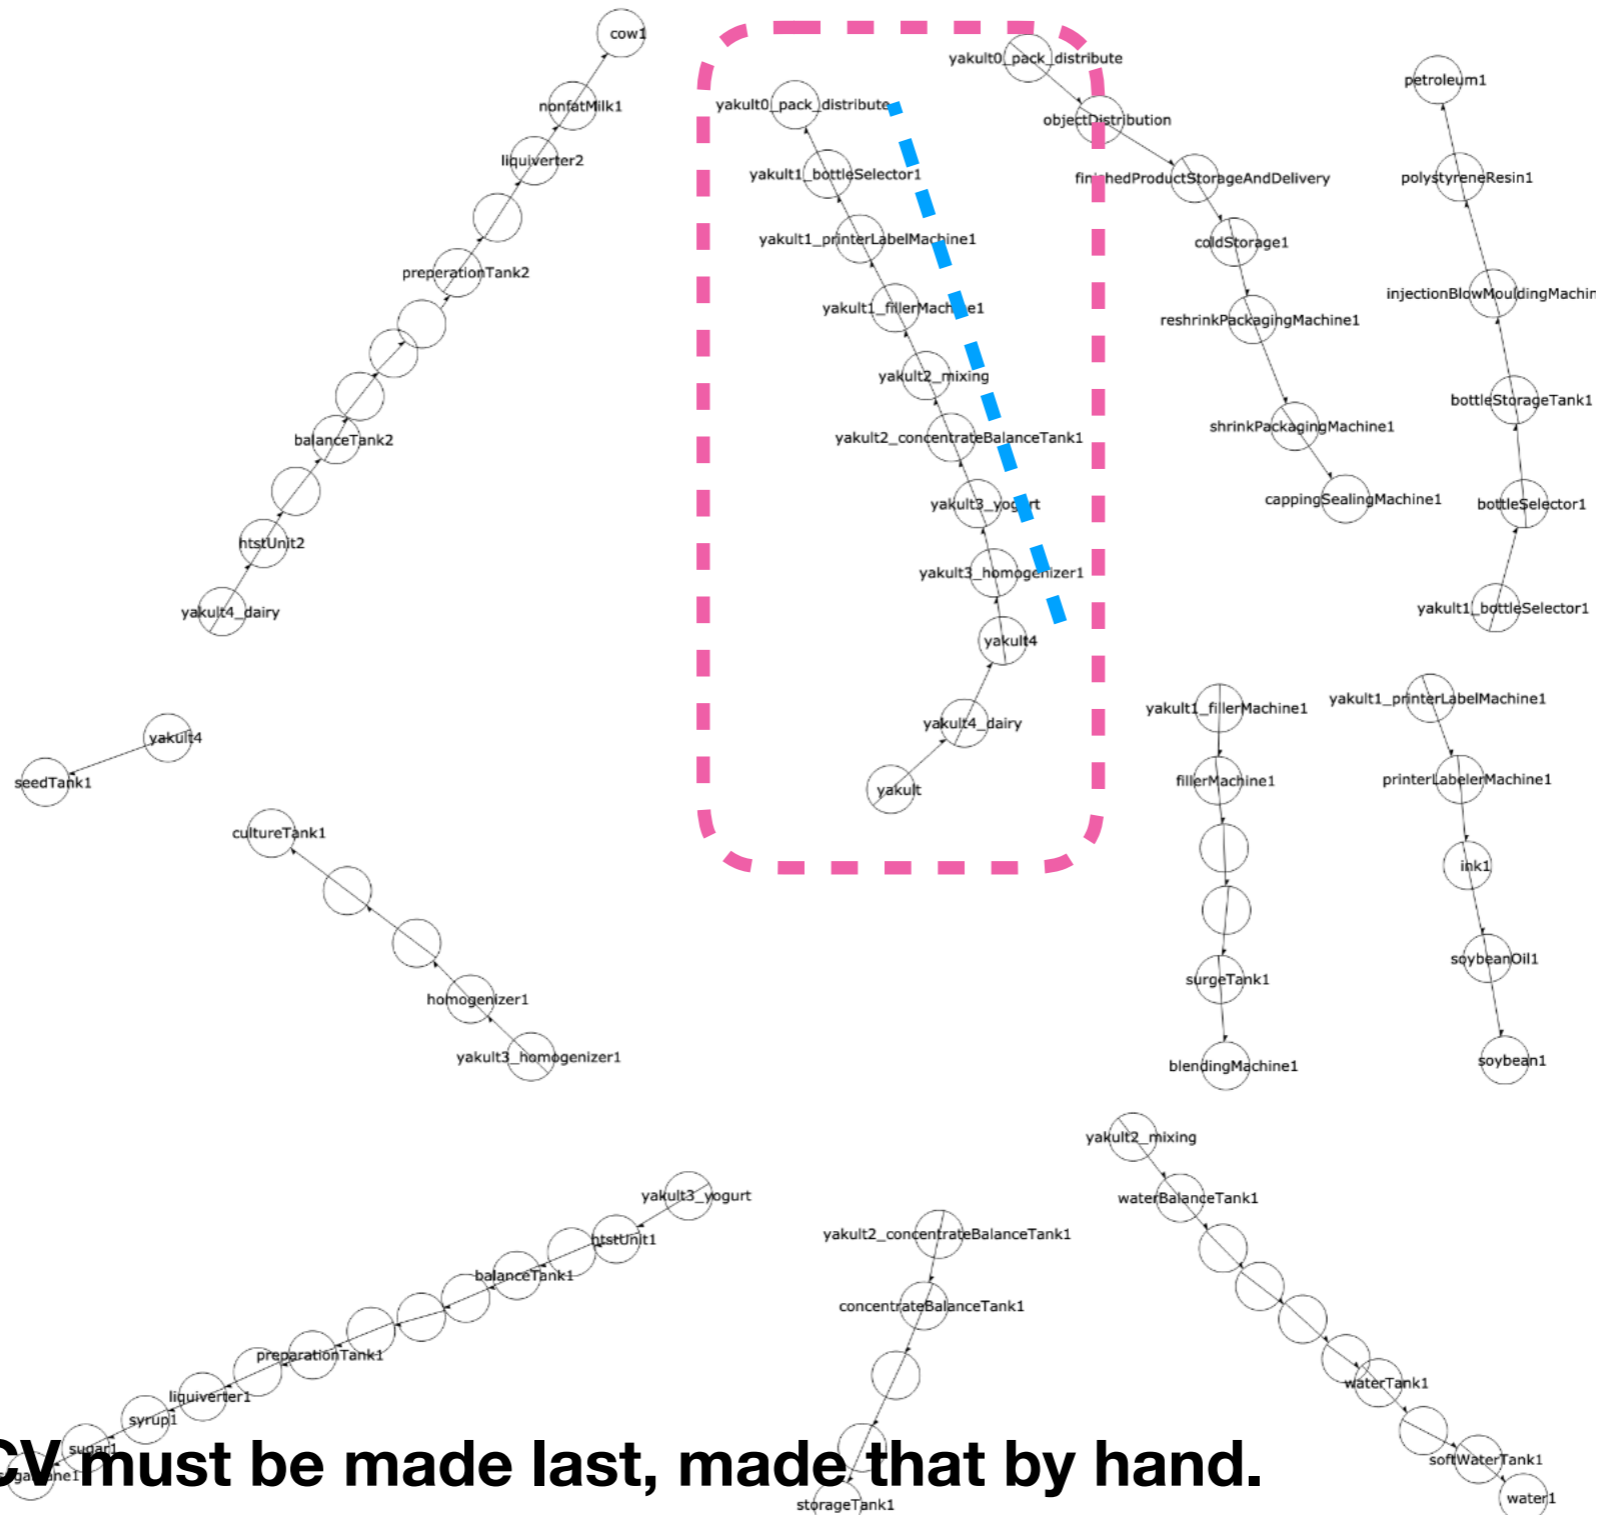 cow1
nonfatMilk1
liquiverter2
preperationTank2
balanceTank2
htstUnit2
yakult4_dairy
yakult0_pack_distribute
yakult1_bottleSelector1
yakult1_printerLabelMachine1
yakult1_fillerMachine1
yakult2_mixing
yakult2_concentrateBalanceTank1
yakult3_yogurt
yakult3_homogenizer1
yakult4
yakult4_dairy
yakult
yakult0_pack_distribute
objectDistribution
finishedProductStorageAndDelivery
coldStorage1
reshrinkPackagingMachine1
shrinkPackagingMachine1
cappingSealingMachine1
petroleum1
polystyreneResin1
injectionBlowMouldingMachin
bottleStorageTank1
bottleSelector1
yakult1_bottleSelector1
yakult4
seedTank1
cultureTank1
homogenizer1
yakult3_homogenizer1
yakult1_fillerMachine1
fillerMachine1
surgeTank1
blendingMachine1
yakult1_printerLabelMachine1
printerLabelerMachine1
ink1
soybeanOil1
soybean1
yakult3_yogurt
htstUnit1
balanceTank1
preparationTank1
liquiverter1
syrup1
sugar1
yakult2_concentrateBalanceTank1
concentrateBalanceTank1
storageTank1
yakult2_mixing
waterBalanceTank1
waterTank1
softWaterTank1
water1
CV must be made last, made that by hand.